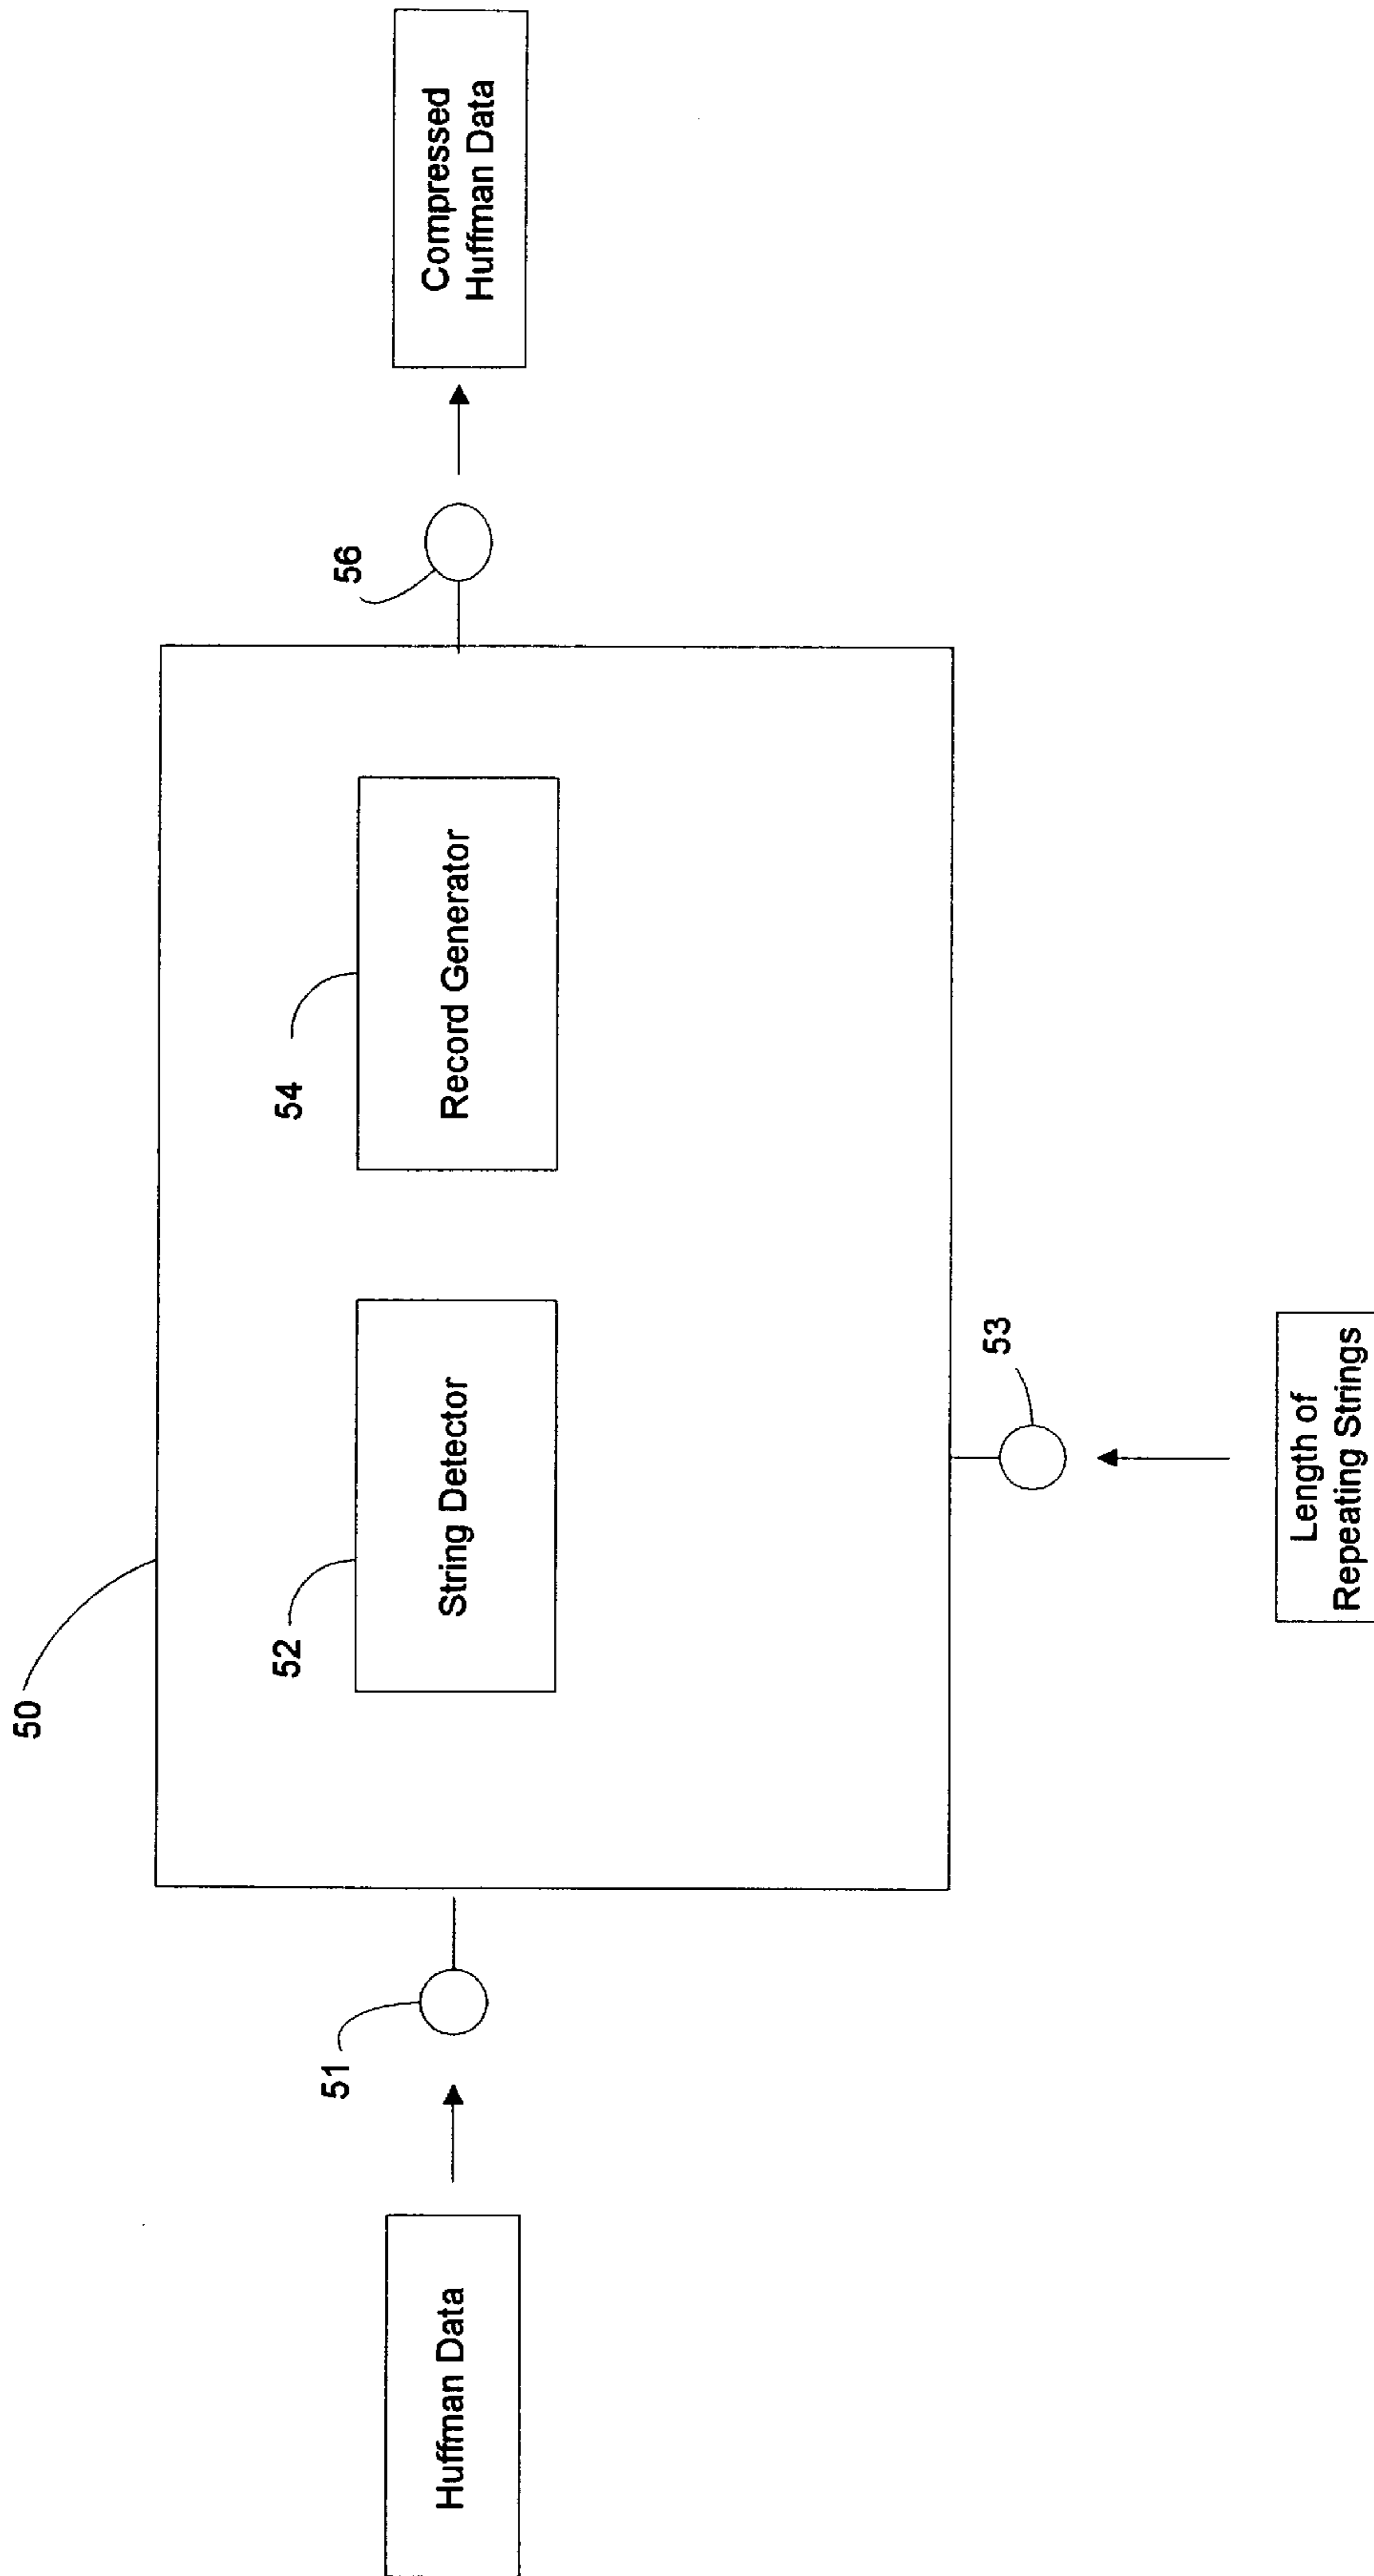 50
56
54
52
51
53
Huffman Data
String Detector
Record Generator
Compressed
Huffman Data
Length of
Repeating Strings